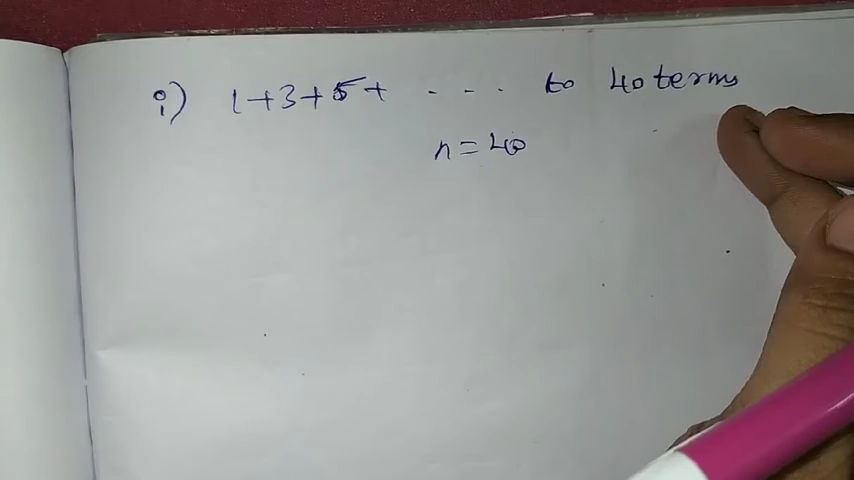 i) 1+3+5+ - - - to 40 terms
n=40